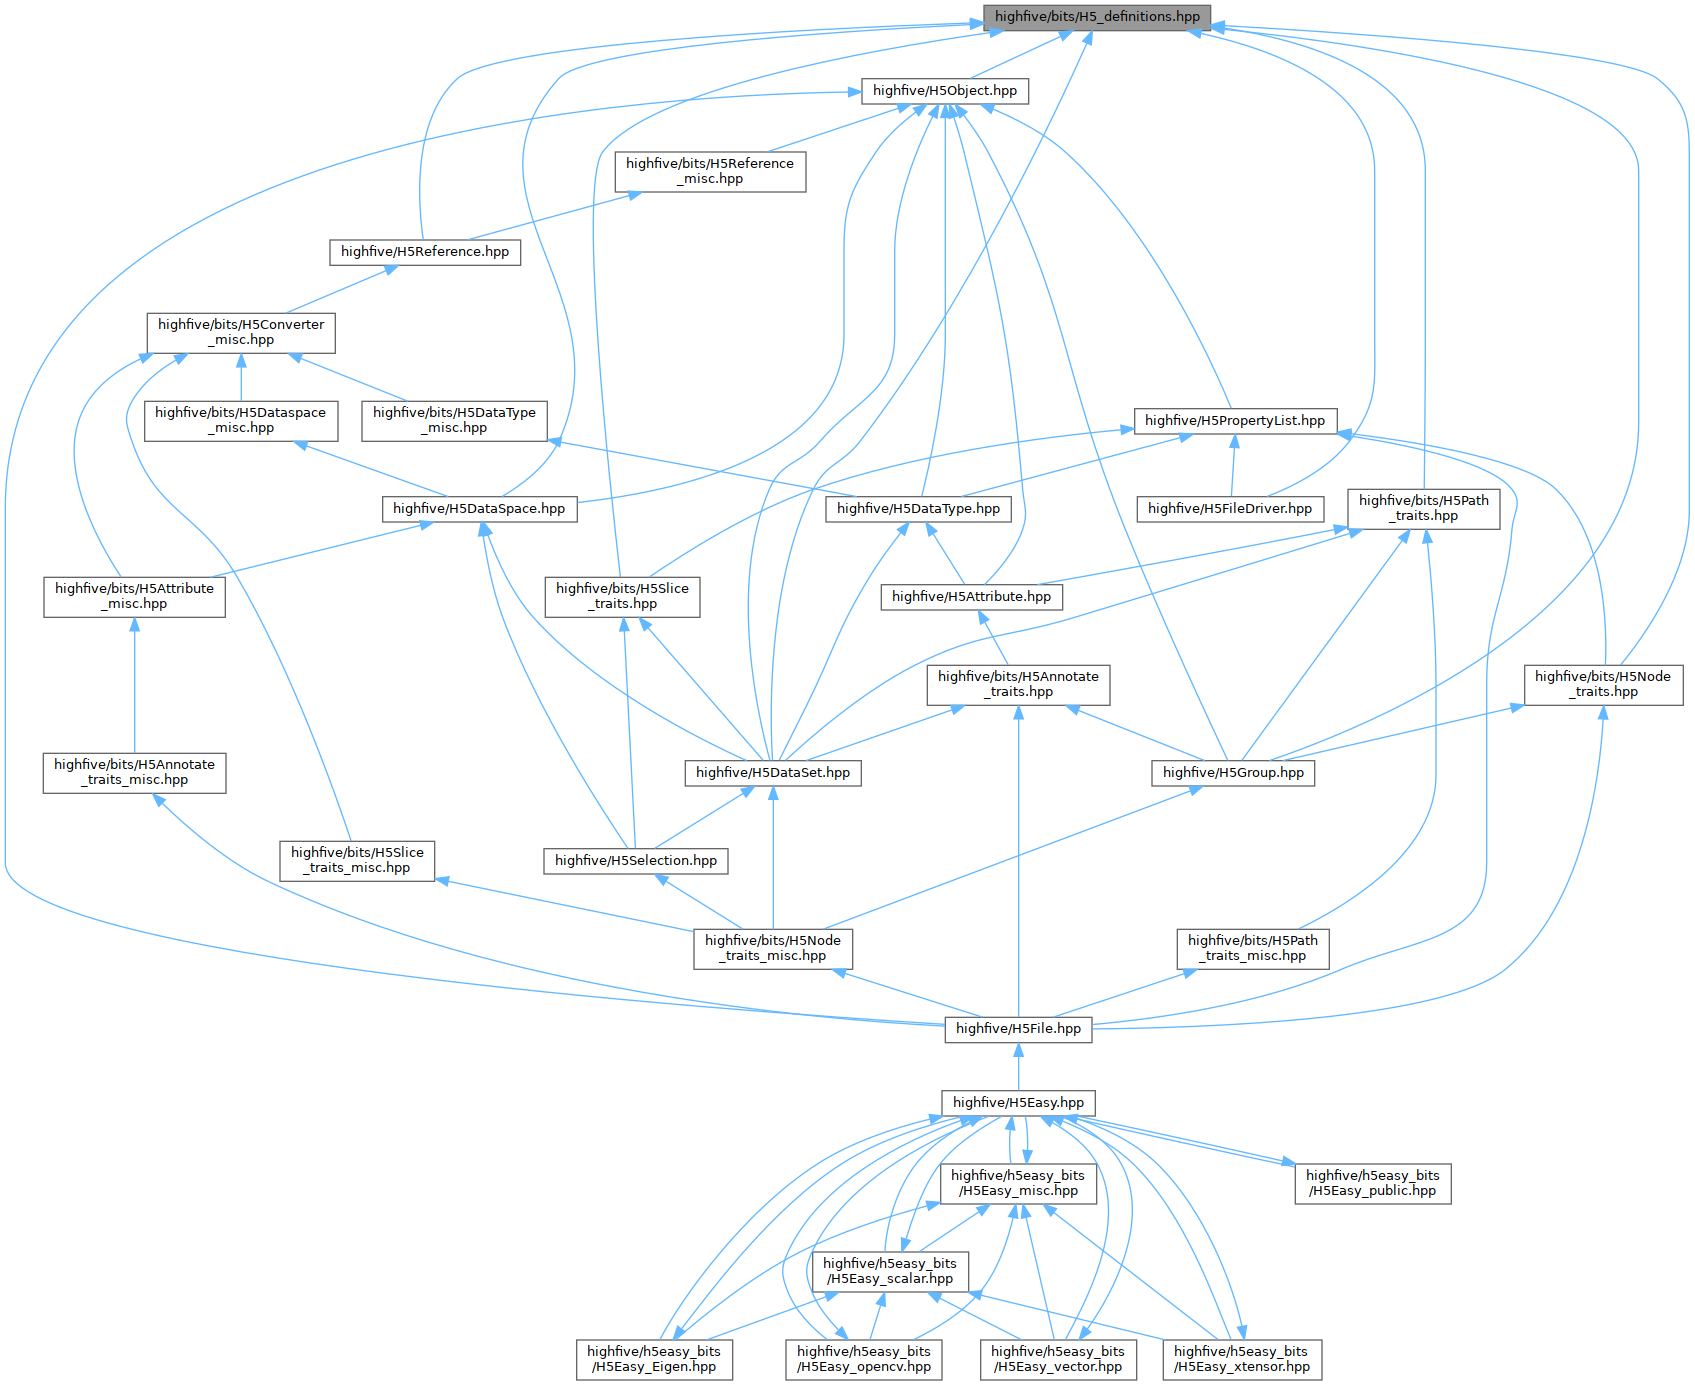 highfive/bits/H5_definitions.hpp
highfive/H5Object.hpp
highfive/bits/H5Reference
_misc.hpp
highfive/H5Reference.hpp
highfive/bits/H5Converter
_misc.hpp
highfive/bits/H5Dataspace
_misc.hpp
highfive/bits/H5DataType
_misc.hpp
highfive/H5PropertyList.hpp
highfive/H5DataSpace.hpp
highfive/H5DataType.hpp
highfive/H5FileDriver.hpp
highfive/bits/H5Path
_traits.hpp
highfive/bits/H5Attribute
_misc.hpp
highfive/bits/H5Slice
_traits.hpp
highfive/H5Attribute.hpp
highfive/bits/H5Annotate
_traits.hpp
highfive/bits/H5Node
_traits.hpp
highfive/bits/H5Annotate
_traits_misc.hpp
highfive/H5DataSet.hpp
highfive/H5Group.hpp
highfive/bits/H5Slice
_traits_misc.hpp
highfive/H5Selection.hpp
highfive/bits/H5Node
_traits_misc.hpp
highfive/bits/H5Path
_traits_misc.hpp
highfive/H5File.hpp
highfive/H5Easy.hpp
highfive/h5easy_bits
/H5Easy_misc.hpp
highfive/h5easy_bits
/H5Easy_public.hpp
highfive/h5easy_bits
/H5Easy_scalar.hpp
highfive/h5easy_bits
/H5Easy_Eigen.hpp
highfive/h5easy_bits
/H5Easy_opencv.hpp
highfive/h5easy_bits
/H5Easy_vector.hpp
highfive/h5easy_bits
/H5Easy_xtensor.hpp